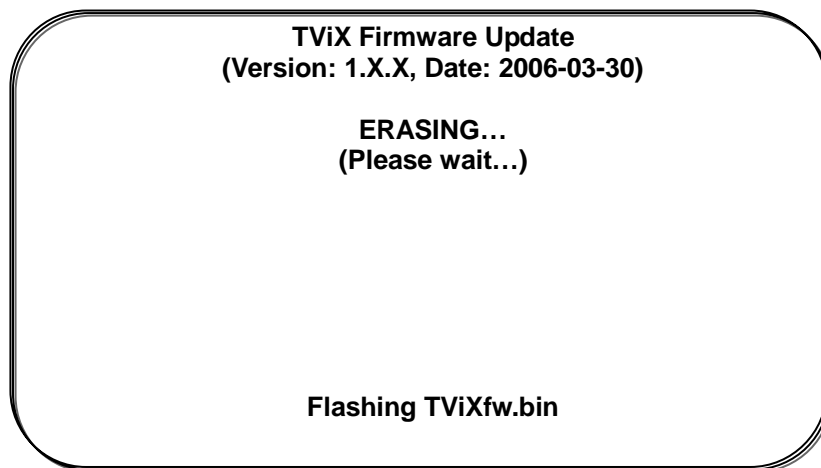 TViX Firmware Update
(Version: 1.X.X, Date: 2006-03-30)
ERASING…
(Please wait…)
Flashing TViXfw.bin